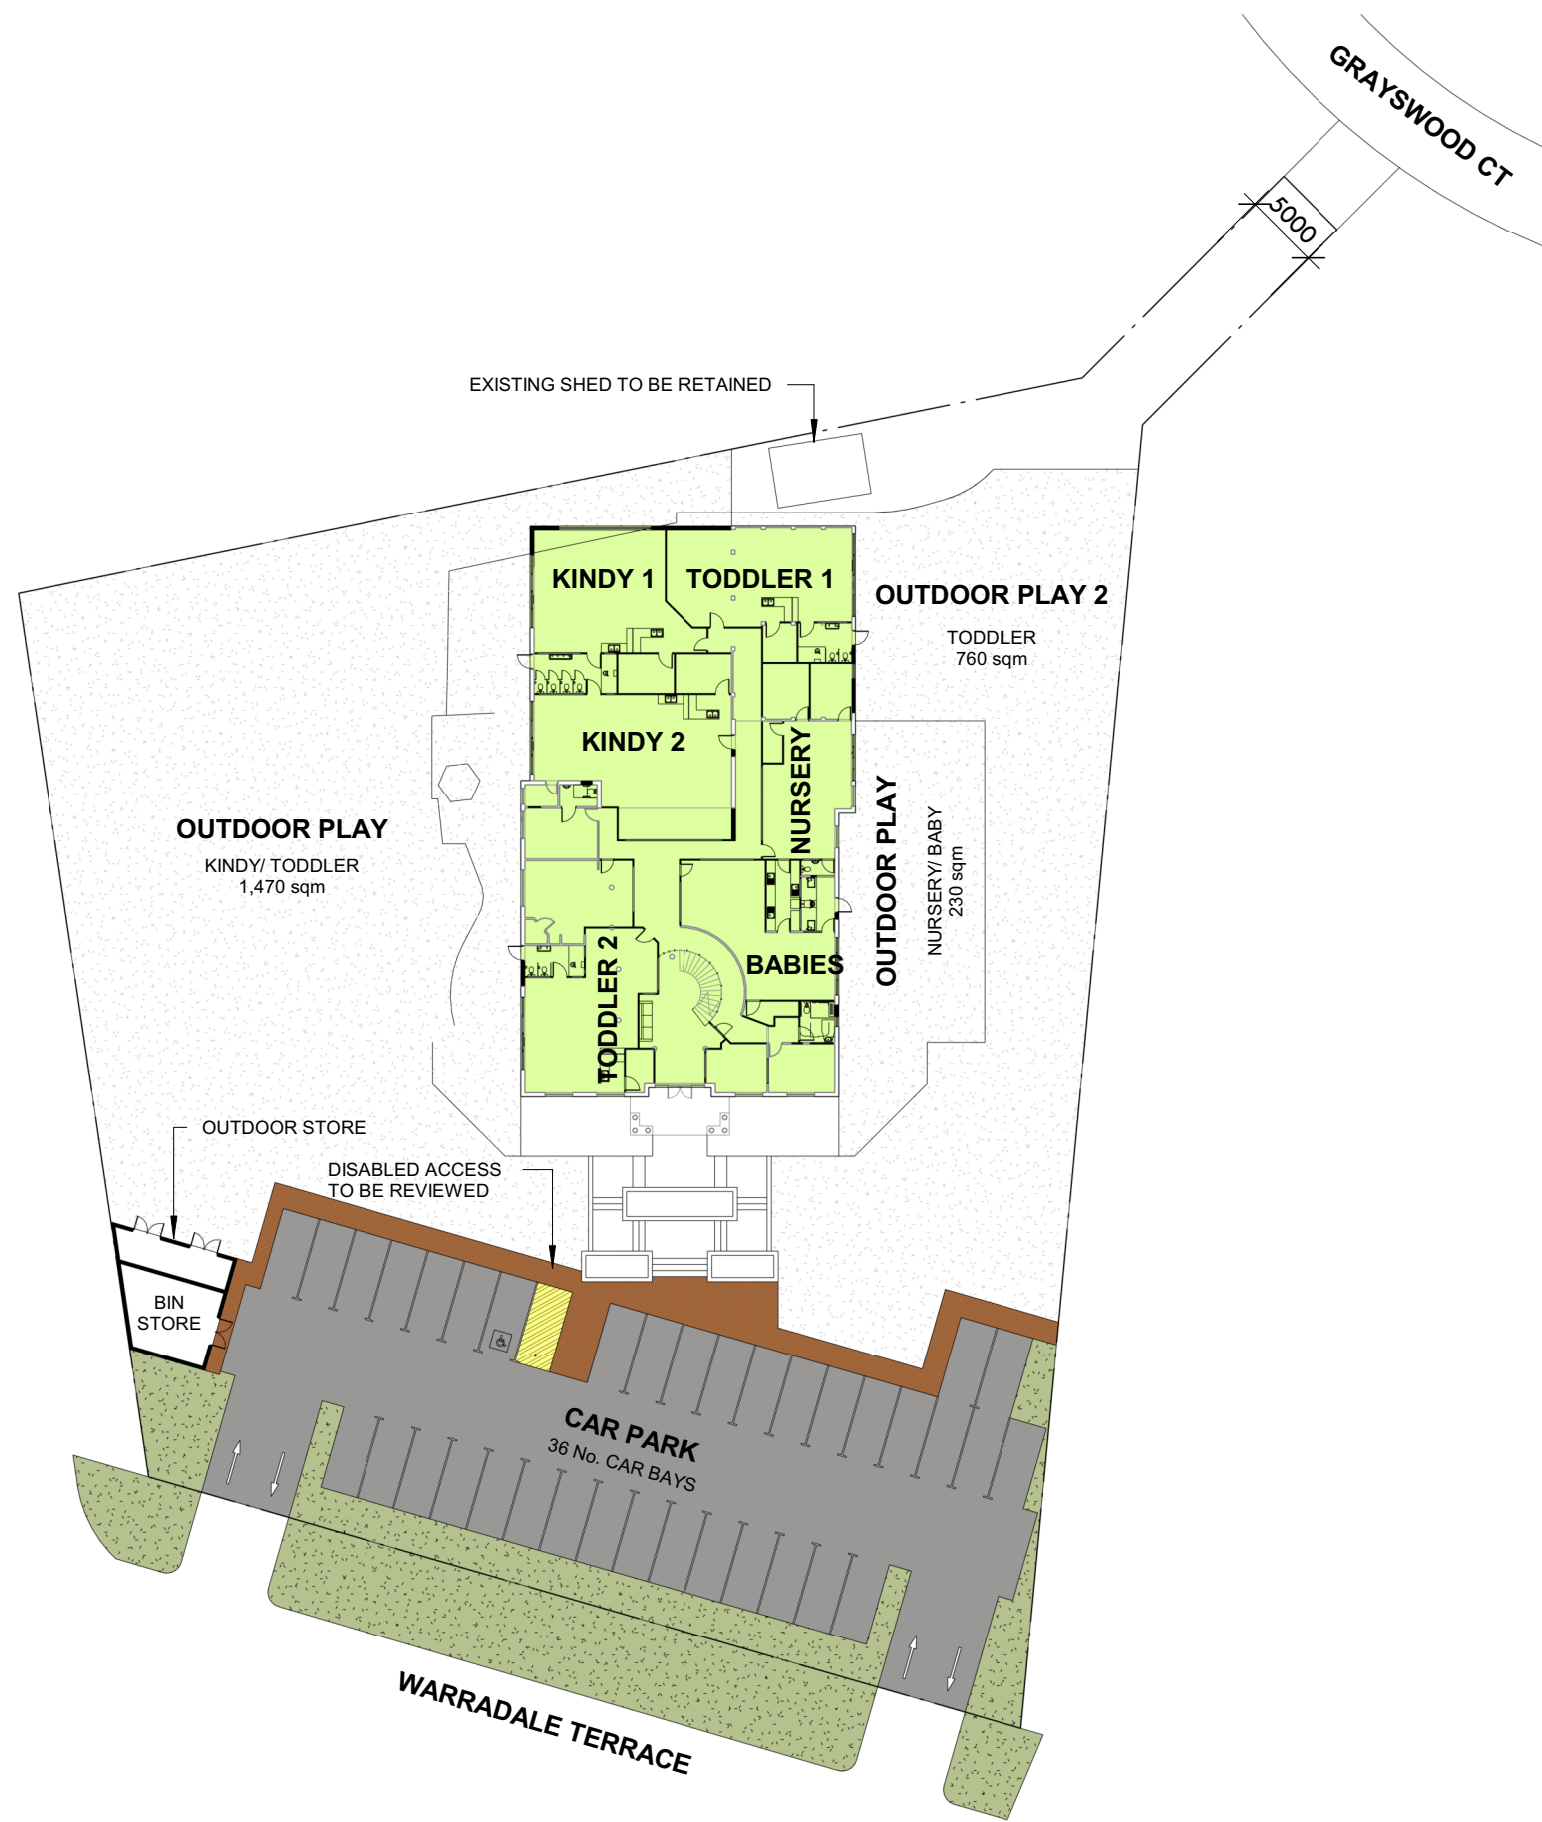 GRAYSWOOD CT
5000
EXISTING SHED TO BE RETAINED
KINDY 1
TODDLER 1
OUTDOOR PLAY 2
TODDLER
760 sqm
KINDY 2
NURSERY
OUTDOOR PLAY
KINDY/ TODDLER
1,470 sqm
OUTDOOR PLAY
NURSERY/ BABY
230 sqm
TODDLER 2
BABIES
OUTDOOR STORE
DISABLED ACCESS
TO BE REVIEWED
BIN
STORE
CAR PARK
36 No. CAR BAYS
WARRADALE TERRACE